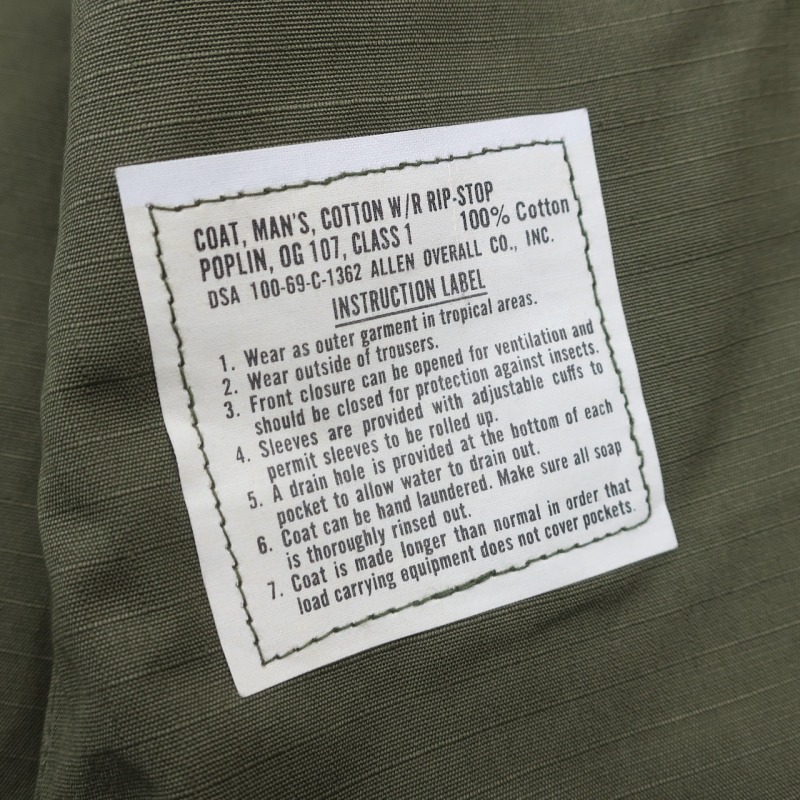 COAT, MAN'S, COTTON W/R RIP-STOP
POPLIN, OG 107, CLASS 1 100% Cotton
DSA 100-69-C-1362 ALLEN OVERALL CO., INC.
INSTRUCTION LABEL
1. Wear as outer garment in tropical areas.
2. Wear outside of trousers.
3. Front closure can be opened for ventilation and
should be closed for protection against insects.
4. Sleeves are provided with adjustable cuffs to
permit sleeves to be rolled up.
5. A drain hole is provided at the bottom of each
pocket to allow water to drain out.
6. Coat can be hand laundered. Make sure all soap
is thoroughly rinsed out.
7. Coat is made longer than normal in order that
load carrying equipment does not cover pockets.